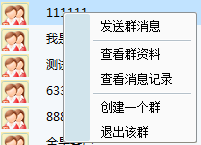 111111
发送群消息
我是
查看群资料
测试
查看消息记录
633
创建一个群
888
退出该群